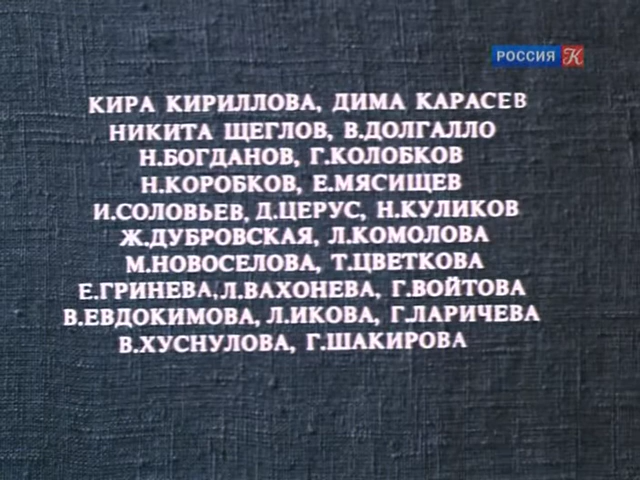 РОССИЯ К
КИРА КИРИЛЛОВА, ДИМА КАРАСЕВ
НИКИТА ЩЕГЛОВ, В.ДОЛГАЛЛО
Н.БОГДАНОВ, Г.КОЛОБКОВ
Н.КОРОБКОВ, Е.МЯСИЩЕВ
И.СОЛОВЬЕВ, Д.ЦЕРУС, Н.КУЛИКОВ
Ж.ДУБРОВСКАЯ, Л.КОМОЛОВА
М.НОВОСЕЛОВА, Т.ЦВЕТКОВА
Е.ГРИНЕВА, Л.ВАХОНЕВА, Г.ВОЙТОВА
В.ЕВДОКИМОВА, Л.ИКОВА, Г.ЛАРИЧЕВА
В.ХУСНУЛОВА, Г.ШАКИРОВА